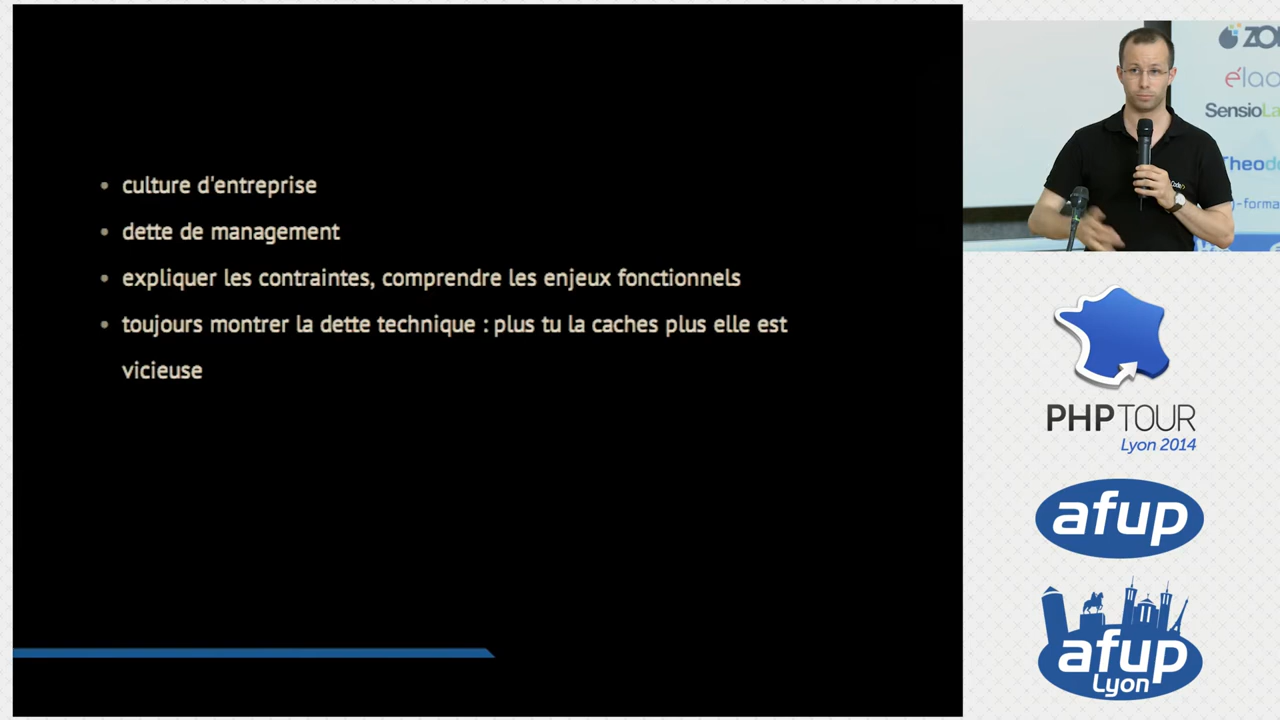 culture d'entreprise
dette de management
expliquer les contraintes, comprendre les enjeux fonctionnels
toujours montrer la dette technique : plus tu la caches plus elle est
vicieuse
SensioLa
PHPTOUR
Lyon 2014
afup
afup
Lyon